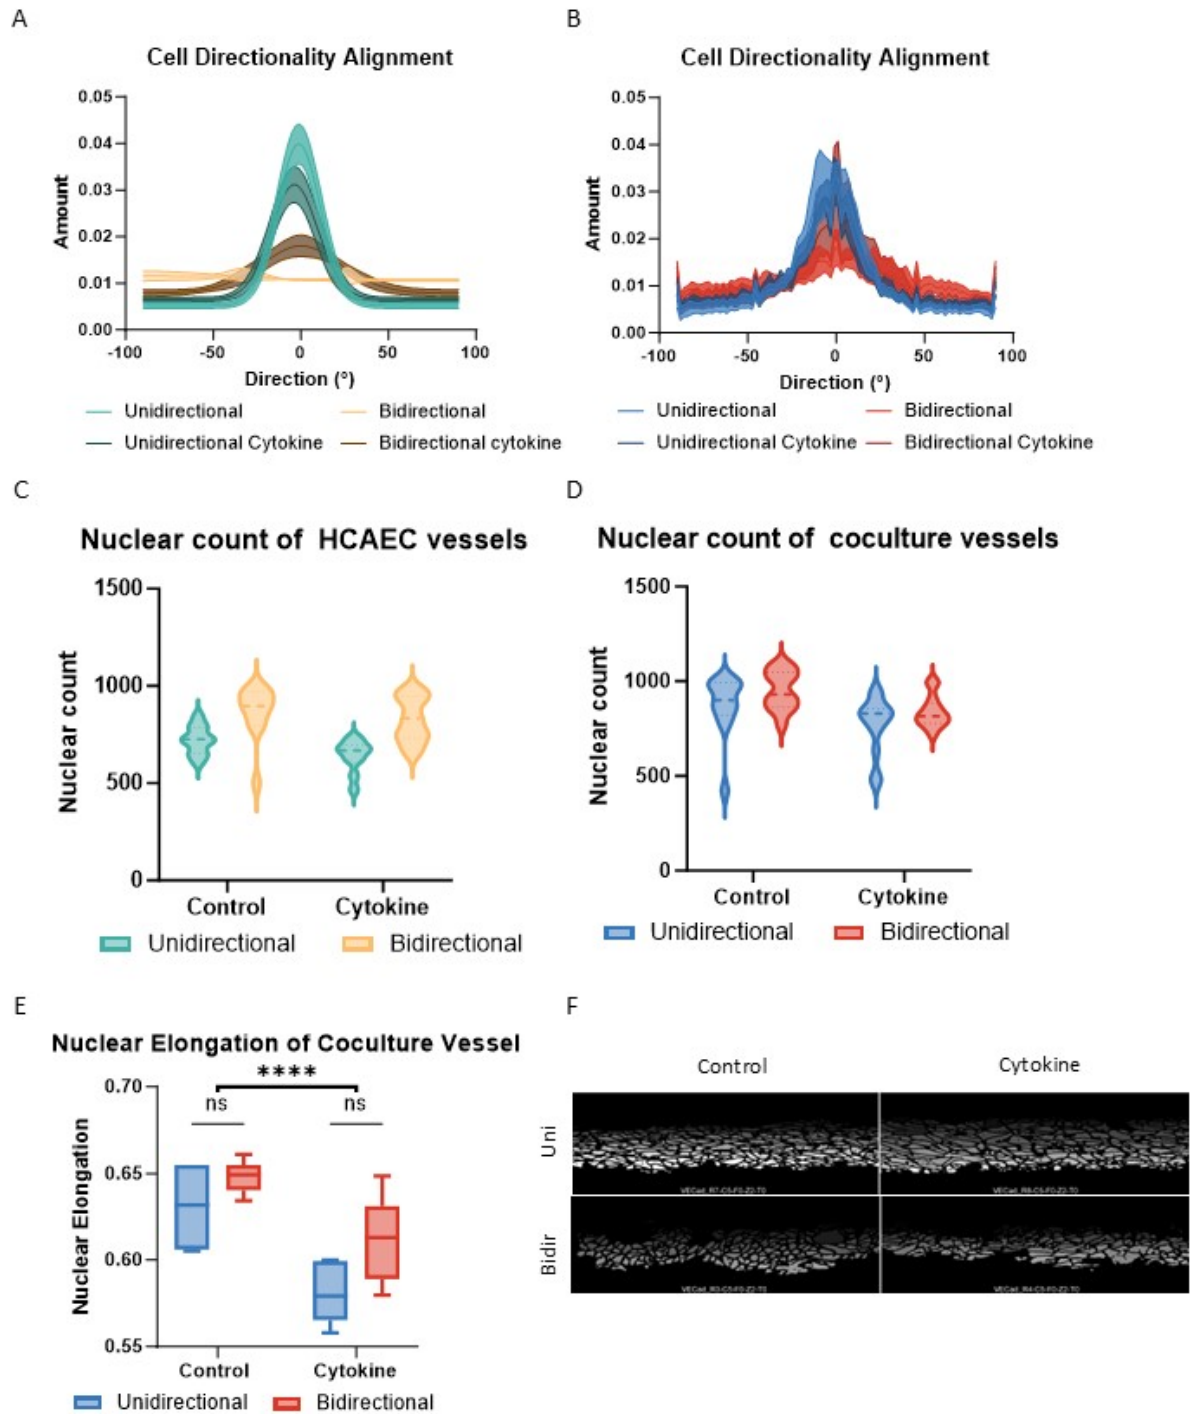 A
Cell Directionality Alignment
0.05
0.04
0.03
0.02
0.01
0.00
Amount
-100
-50
0
50
100
Direction (°)
Unidirectional
Bidirectional
Unidirectional Cytokine
Bidirectional cytokine
B
Cell Directionality Alignment
0.05
0.04
0.03
0.02
0.01
0.00
Amount
-100
-50
0
50
100
Direction (°)
Unidirectional
Bidirectional
Unidirectional Cytokine
Bidirectional Cytokine
C
Nuclear count of HCAEC vessels
1500
1000
500
0
Nuclear count
Control
Cytokine
Unidirectional
Bidirectional
D
Nuclear count of coculture vessels
1500
1000
500
0
Nuclear count
Control
Cytokine
Unidirectional
Bidirectional
E
Nuclear Elongation of Coculture Vessel
****
ns
ns
0.70
0.65
0.60
0.55
Nuclear Elongation
Control
Cytokine
Unidirectional
Bidirectional
F
Control
Cytokine
Uni
Bidir